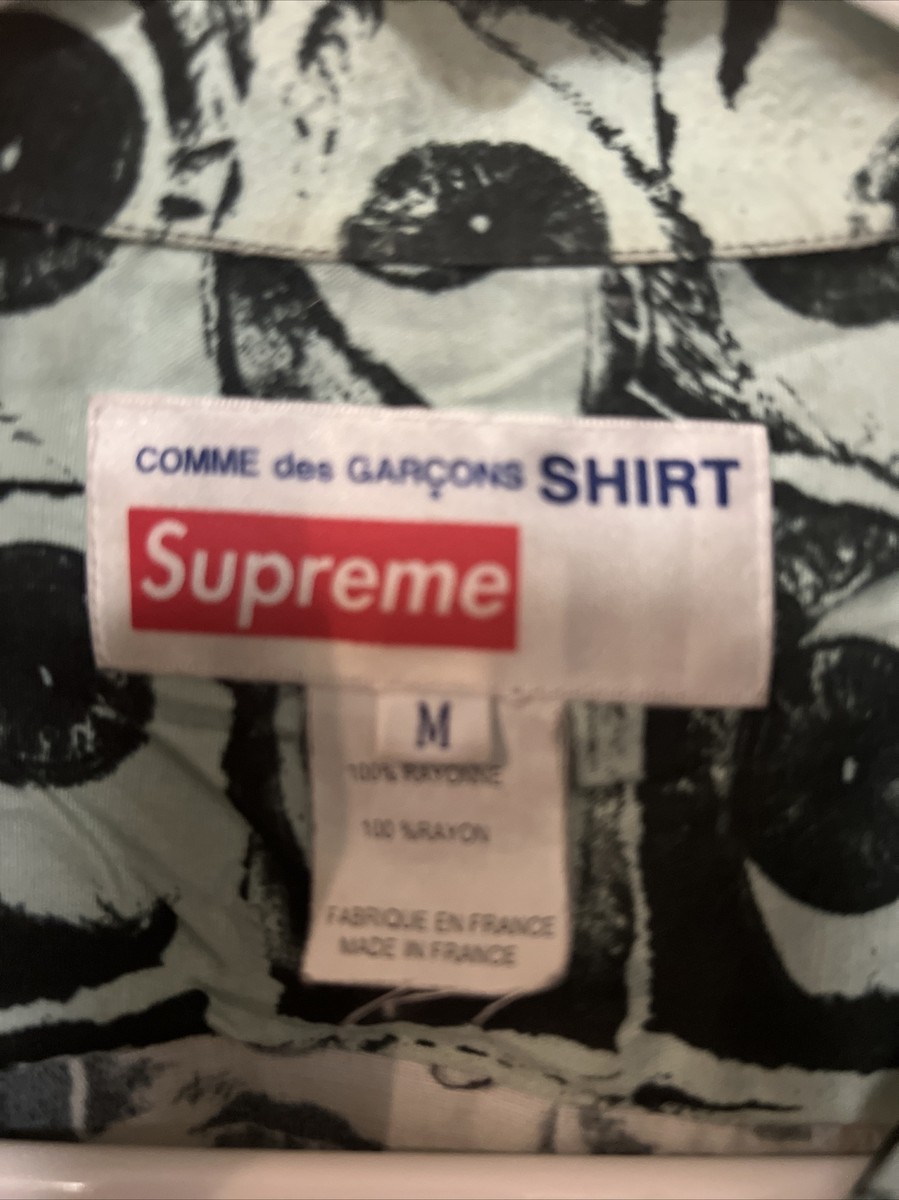 COMME des GARÇONS SHIRT
Supreme
M
100% RAYONNE
100 %RAYON
FABRIQUE EN FRANCE
MADE IN FRANCE